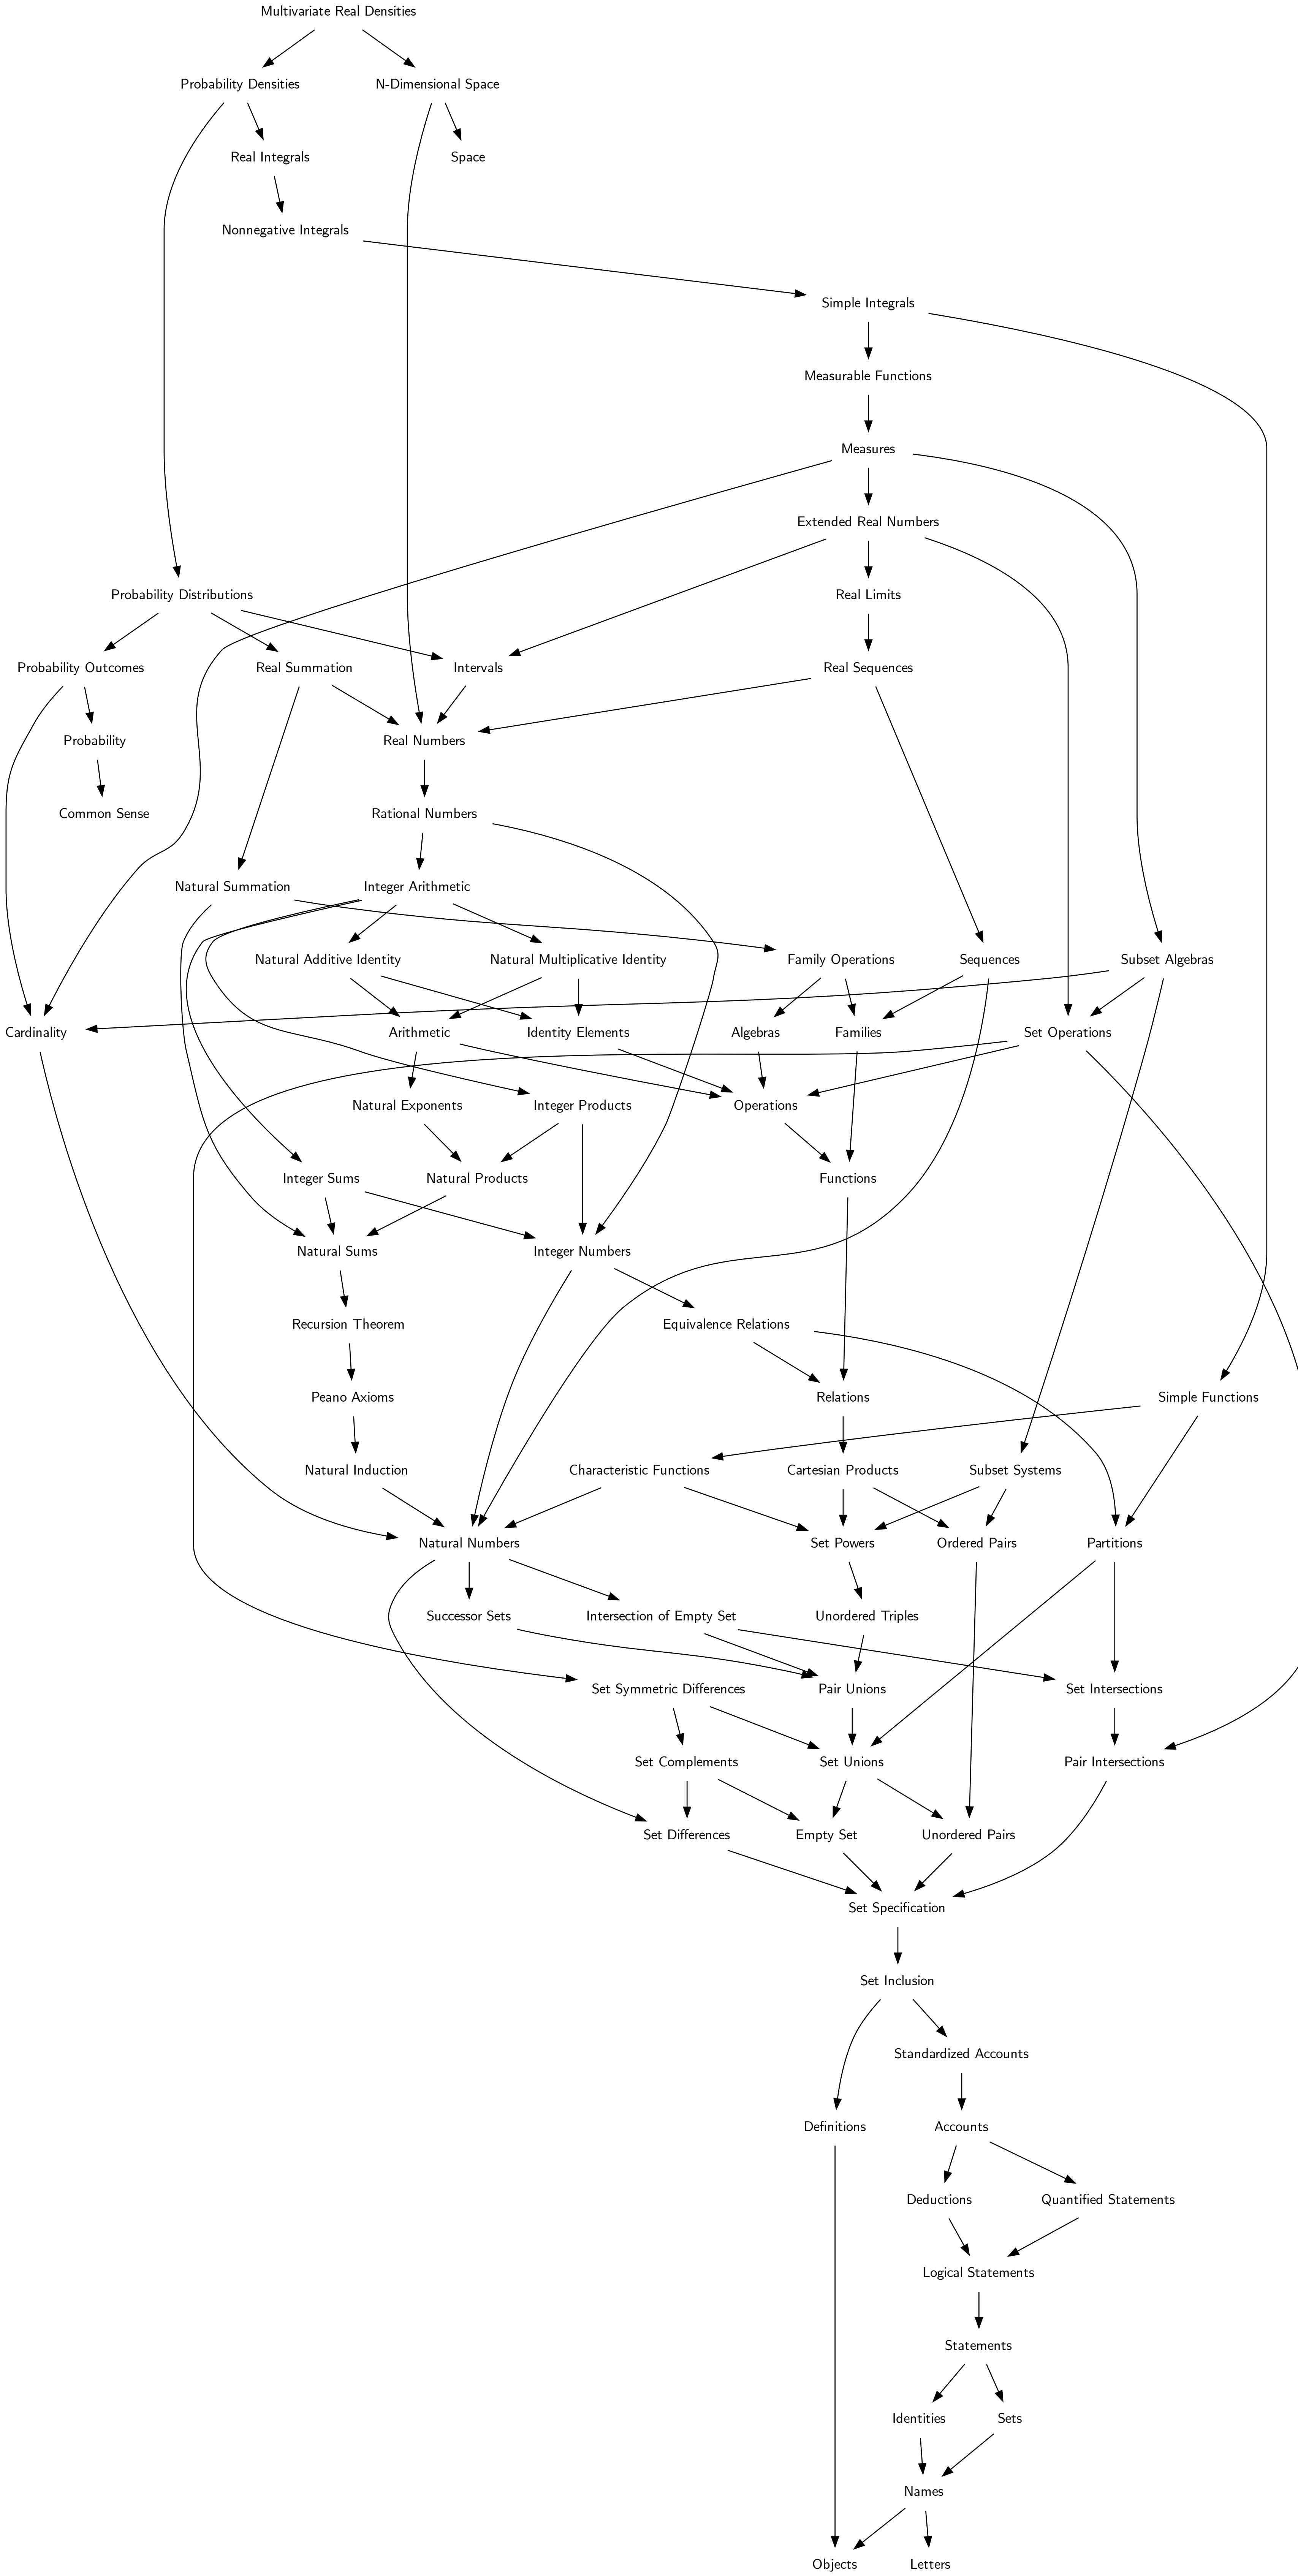 Multivariate Real Densities
Probability Densities
N-Dimensional Space
Real Integrals
Space
Nonnegative Integrals
Simple Integrals
Measurable Functions
Measures
Extended Real Numbers
Probability Distributions
Real Limits
Probability Outcomes
Real Summation
Intervals
Real Sequences
Probability
Real Numbers
Common Sense
Rational Numbers
Natural Summation
Integer Arithmetic
Natural Additive Identity
Natural Multiplicative Identity
Family Operations
Sequences
Subset Algebras
Cardinality
Arithmetic
Identity Elements
Algebras
Families
Set Operations
Natural Exponents
Integer Products
Operations
Integer Sums
Natural Products
Functions
Natural Sums
Integer Numbers
Recursion Theorem
Equivalence Relations
Peano Axioms
Relations
Simple Functions
Natural Induction
Characteristic Functions
Cartesian Products
Subset Systems
Natural Numbers
Set Powers
Ordered Pairs
Partitions
Successor Sets
Intersection of Empty Set
Unordered Triples
Set Symmetric Differences
Pair Unions
Set Intersections
Set Complements
Set Unions
Pair Intersections
Set Differences
Empty Set
Unordered Pairs
Set Specification
Set Inclusion
Standardized Accounts
Definitions
Accounts
Deductions
Quantified Statements
Logical Statements
Statements
Identities
Sets
Names
Objects
Letters